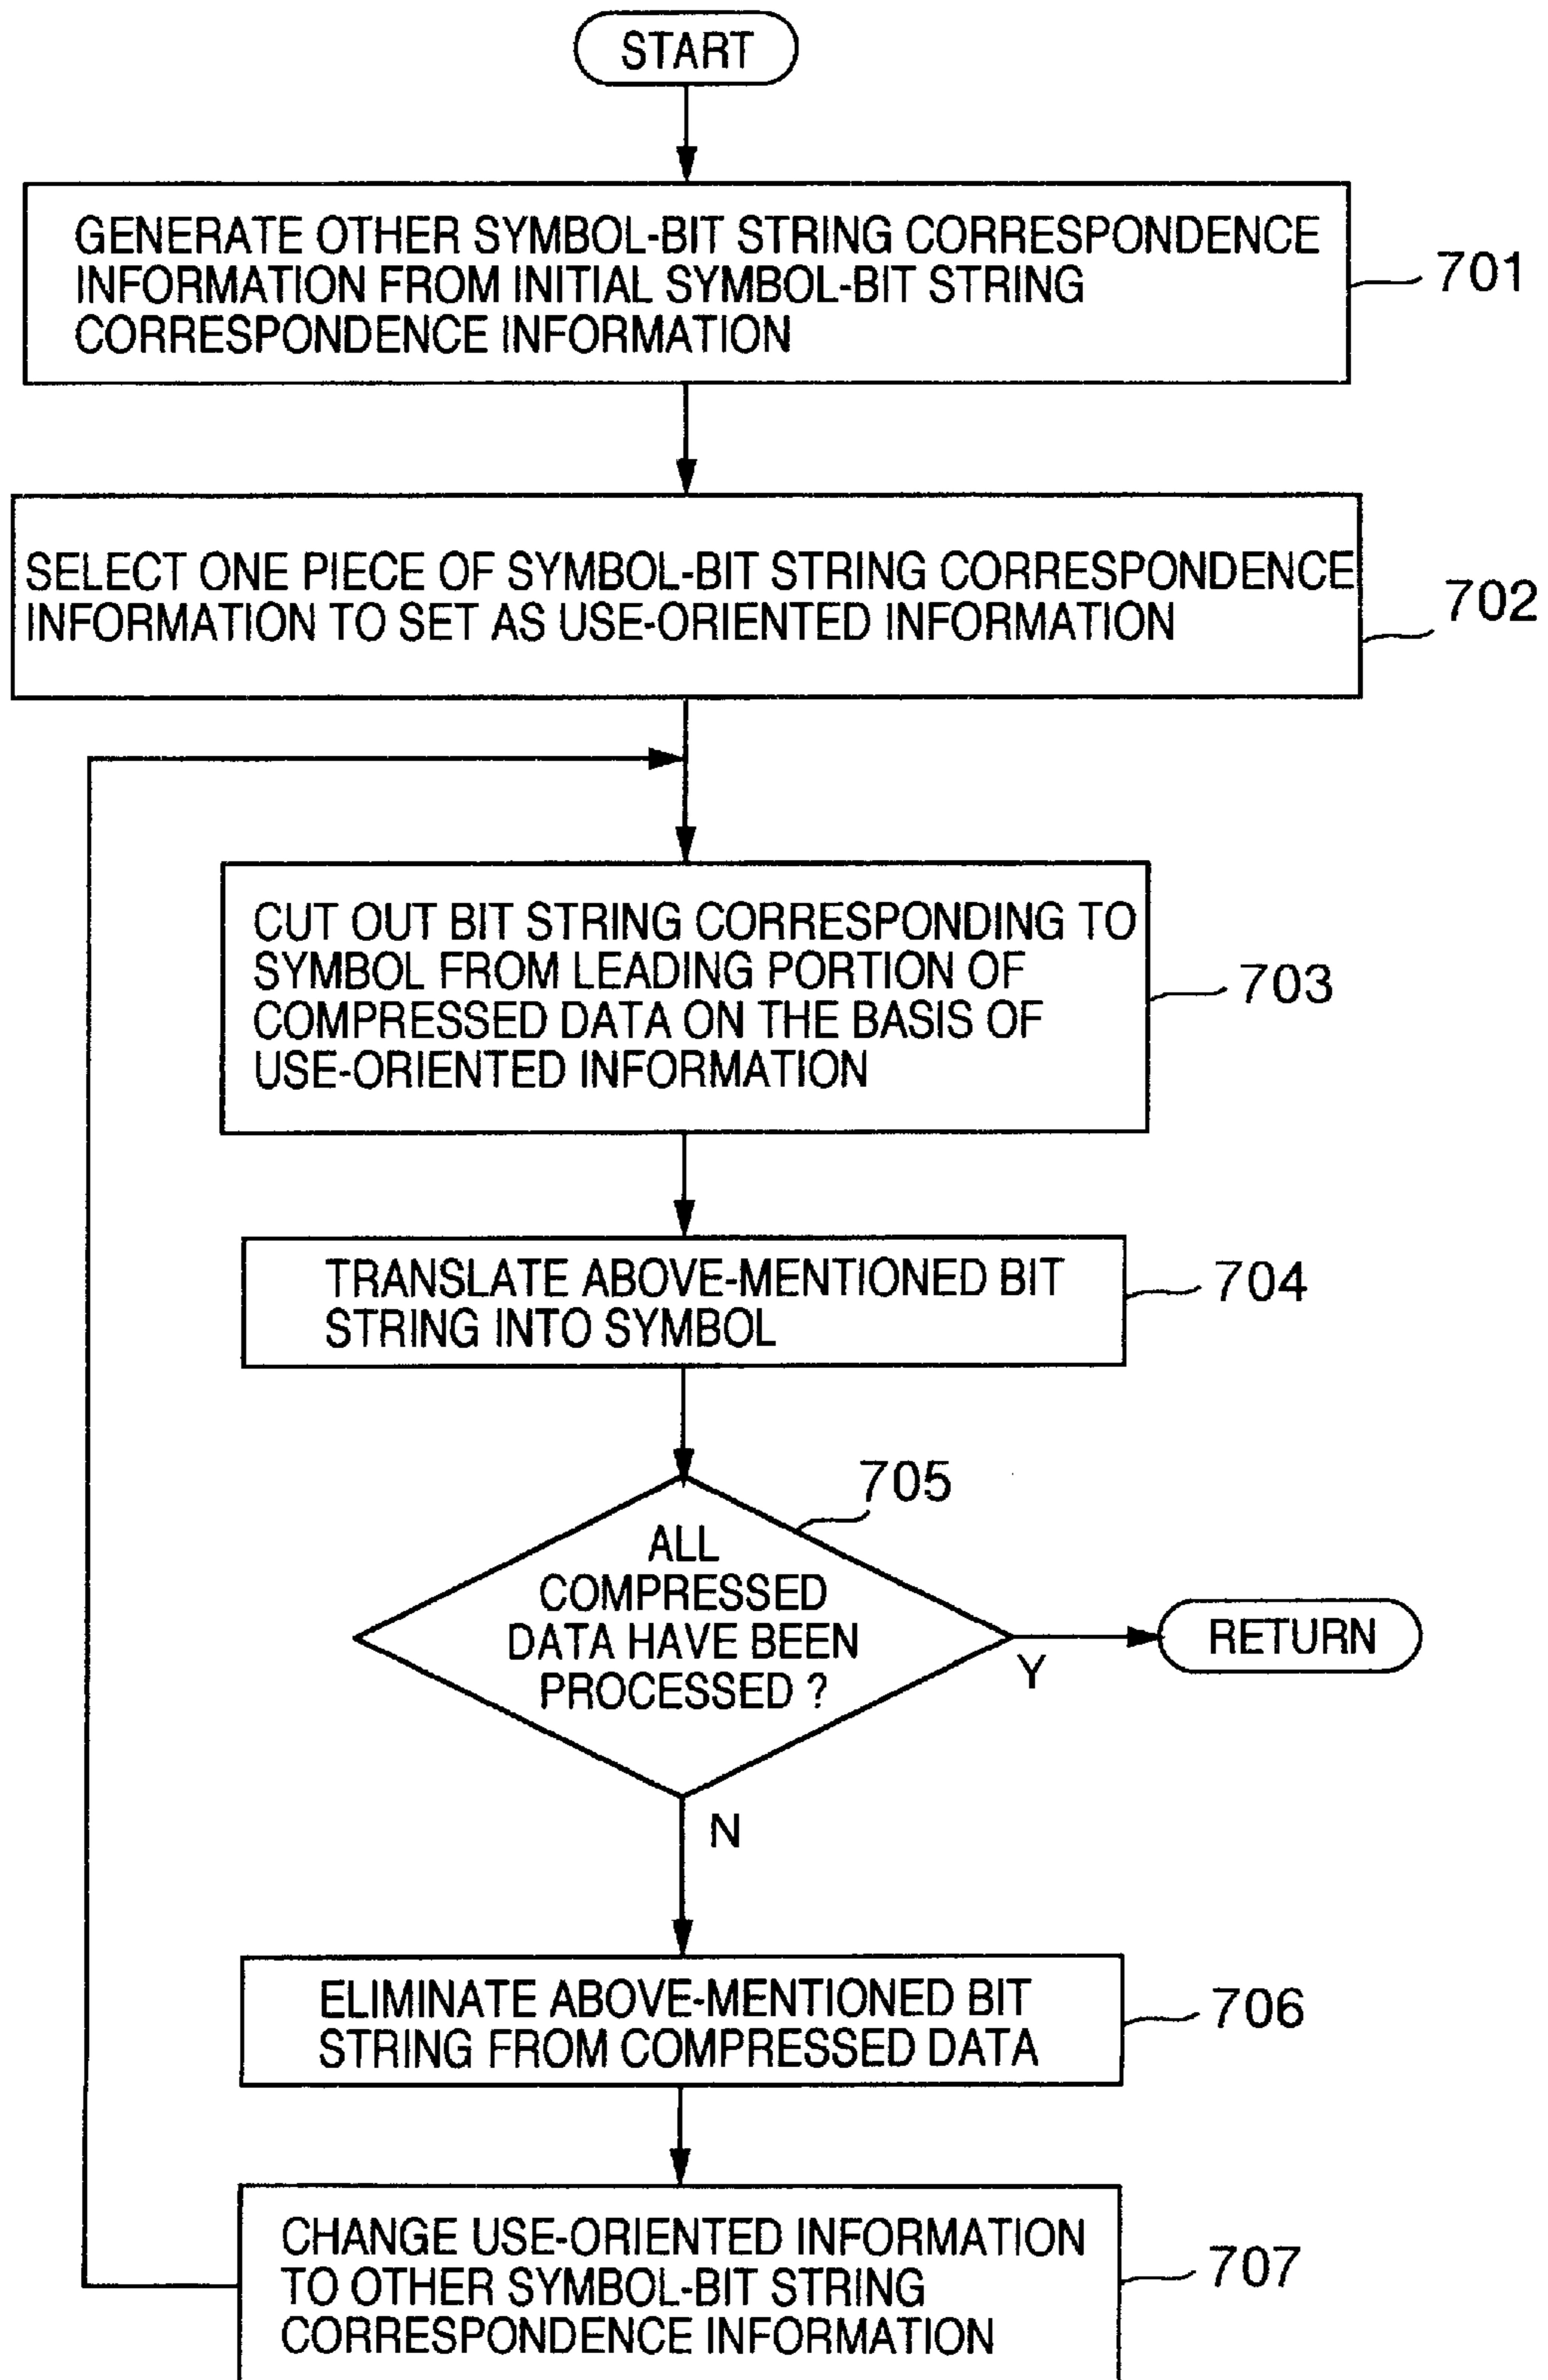 START
GENERATE OTHER SYMBOL-BIT STRING CORRESPONDENCE
INFORMATION FROM INITIAL SYMBOL-BIT STRING
CORRESPONDENCE INFORMATION
701
SELECT ONE PIECE OF SYMBOL-BIT STRING CORRESPONDENCE
INFORMATION TO SET AS USE-ORIENTED INFORMATION
702
CUT OUT BIT STRING CORRESPONDING TO
SYMBOL FROM LEADING PORTION OF
COMPRESSED DATA ON THE BASIS OF
USE-ORIENTED INFORMATION
703
TRANSLATE ABOVE-MENTIONED BIT
STRING INTO SYMBOL
704
705
ALL
COMPRESSED
DATA HAVE BEEN
PROCESSED ?
Y
RETURN
N
ELIMINATE ABOVE-MENTIONED BIT
STRING FROM COMPRESSED DATA
706
CHANGE USE-ORIENTED INFORMATION
TO OTHER SYMBOL-BIT STRING
CORRESPONDENCE INFORMATION
707